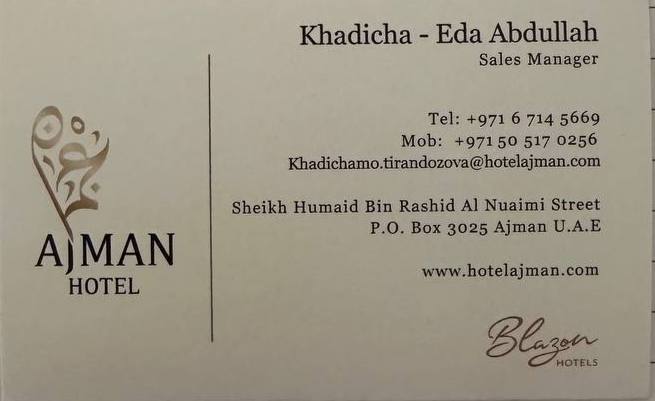 Khadicha - Eda Abdullah
Sales Manager
Tel: +971 6 714 5669
Mob: +971 50 517 0256
Khadichamo.tirandozova@hotelajman.com
Sheikh Humaid Bin Rashid Al Nuaimi Street
P.O. Box 3025 Ajman U.A.E
www.hotelajman.com
AJMAN
HOTEL
Blazon
HOTELS